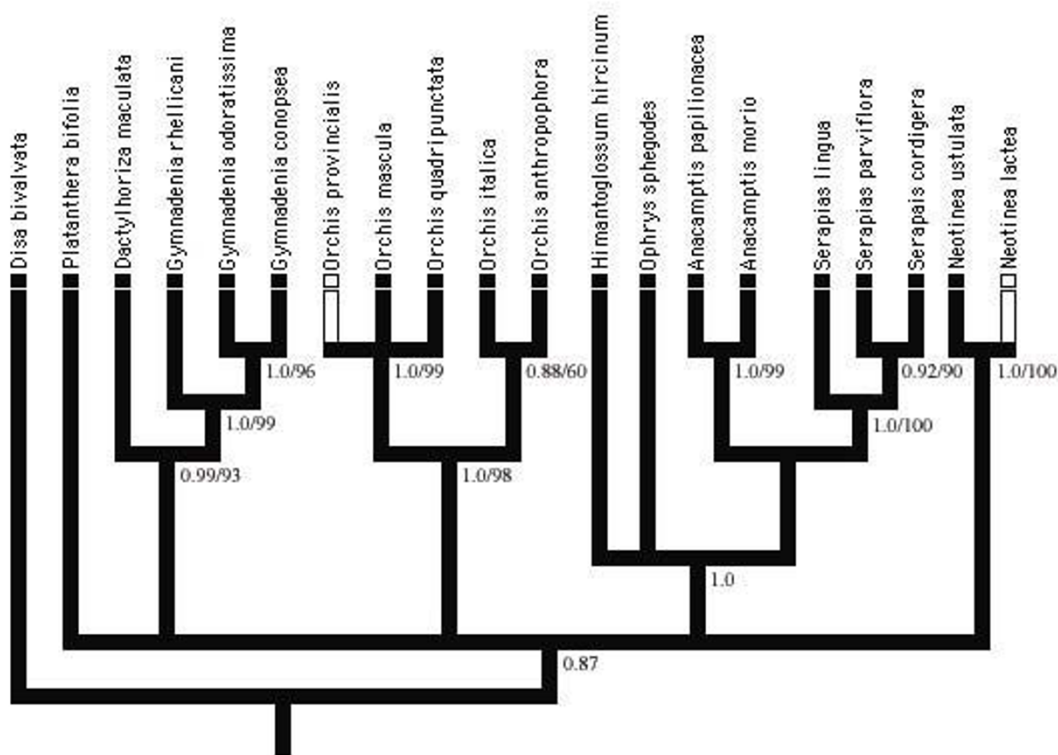 Disa bivalvata
Platanthera bifolia
Dactylhoriza maculata
Gymnadenia rhellicani
Gymnadenia odoratissima
Gymnadenia conopsea
Orchis provincialis
Orchis mascula
Orchis quadripunctata
Orchis italica
Orchis anthropophora
Himantoglossum hircinum
Ophrys sphegodes
Anacamptis papilionacea
Anacamptis morio
Serapias lingua
Serapias parviflora
Serapais cordigera
Neotinea ustulata
Neotinea lactea
1.0/96
1.0/99
0.88/60
1.0/99
0.92/90
1.0/100
1.0/99
1.0/100
0.99/93
1.0/98
1.0
0.87